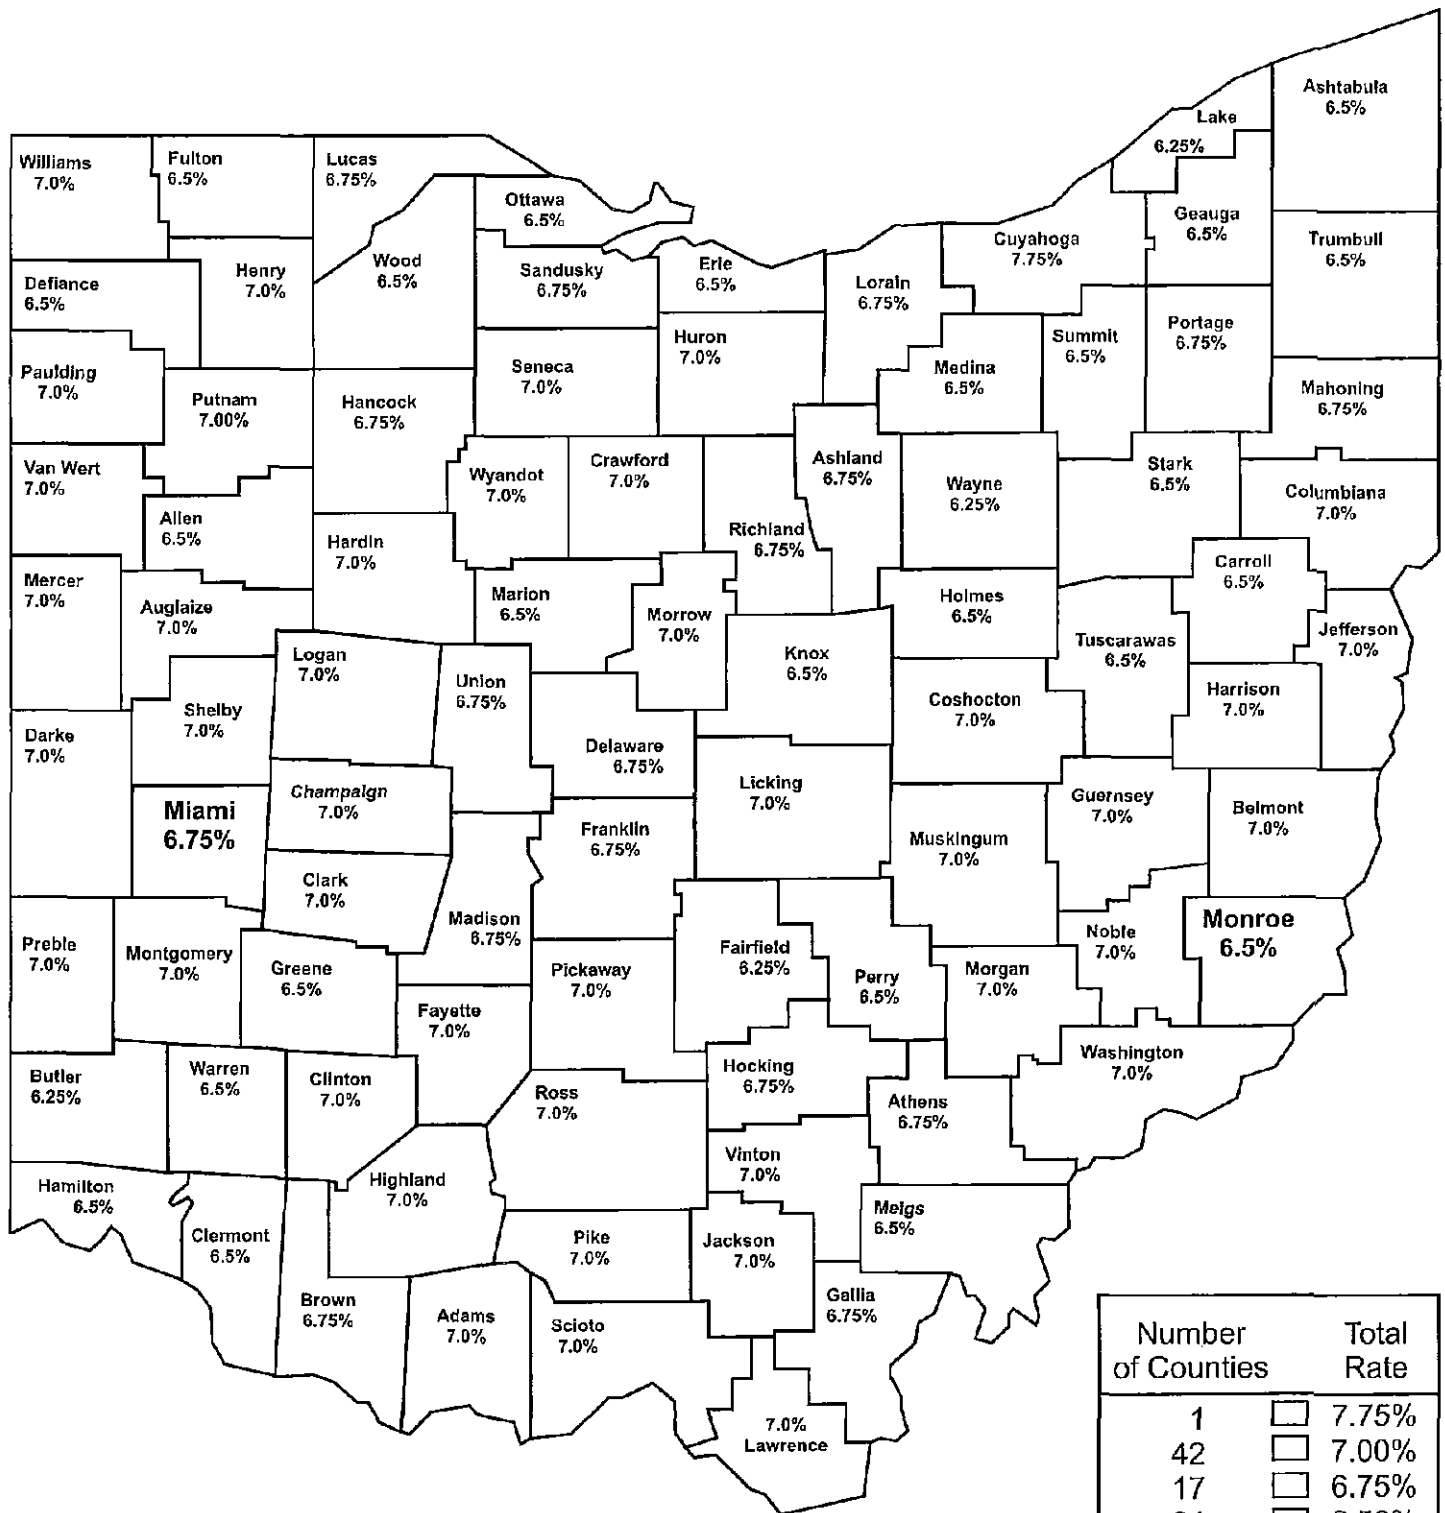 Ashtabula
6.5%
Lake
6.25%
Williams
7.0%
Fulton
6.5%
Lucas
6.75%
Ottawa
6.5%
Geauga
6.5%
Cuyahoga
7.75%
Trumbull
6.5%
Defiance
6.5%
Henry
7.0%
Wood
6.5%
Sandusky
6.75%
Erie
6.5%
Lorain
6.75%
Paulding
7.0%
Putnam
7.00%
Hancock
6.75%
Seneca
7.0%
Huron
7.0%
Medina
6.5%
Summit
6.5%
Portage
6.75%
Mahoning
6.75%
Van Wert
7.0%
Allen
6.5%
Hardin
7.0%
Wyandot
7.0%
Crawford
7.0%
Richland
6.75%
Ashland
6.75%
Wayne
6.25%
Stark
6.5%
Columbiana
7.0%
Mercer
7.0%
Auglaize
7.0%
Marion
6.5%
Morrow
7.0%
Holmes
6.5%
Carroll
6.5%
Tuscarawas
6.5%
Jefferson
7.0%
Logan
7.0%
Union
6.75%
Knox
6.5%
Coshocton
7.0%
Harrison
7.0%
Darke
7.0%
Shelby
7.0%
Delaware
6.75%
Miami
6.75%
Champaign
7.0%
Franklin
6.75%
Licking
7.0%
Muskingum
7.0%
Guernsey
7.0%
Belmont
7.0%
Clark
7.0%
Madison
6.75%
Preble
7.0%
Montgomery
7.0%
Greene
6.5%
Pickaway
7.0%
Fairfield
6.25%
Perry
6.5%
Morgan
7.0%
Noble
7.0%
Monroe
6.5%
Fayette
7.0%
Butler
6.25%
Warren
6.5%
Clinton
7.0%
Ross
7.0%
Hocking
6.75%
Athens
6.75%
Washington
7.0%
Hamilton
6.5%
Highland
7.0%
Vinton
7.0%
Clermont
6.5%
Pike
7.0%
Jackson
7.0%
Meigs
6.5%
Brown
6.75%
Adams
7.0%
Scioto
7.0%
Gallia
6.75%
7.0%
Lawrence
Number Total
of Counties Rate
1 7.75%
42 7.00%
17 6.75%